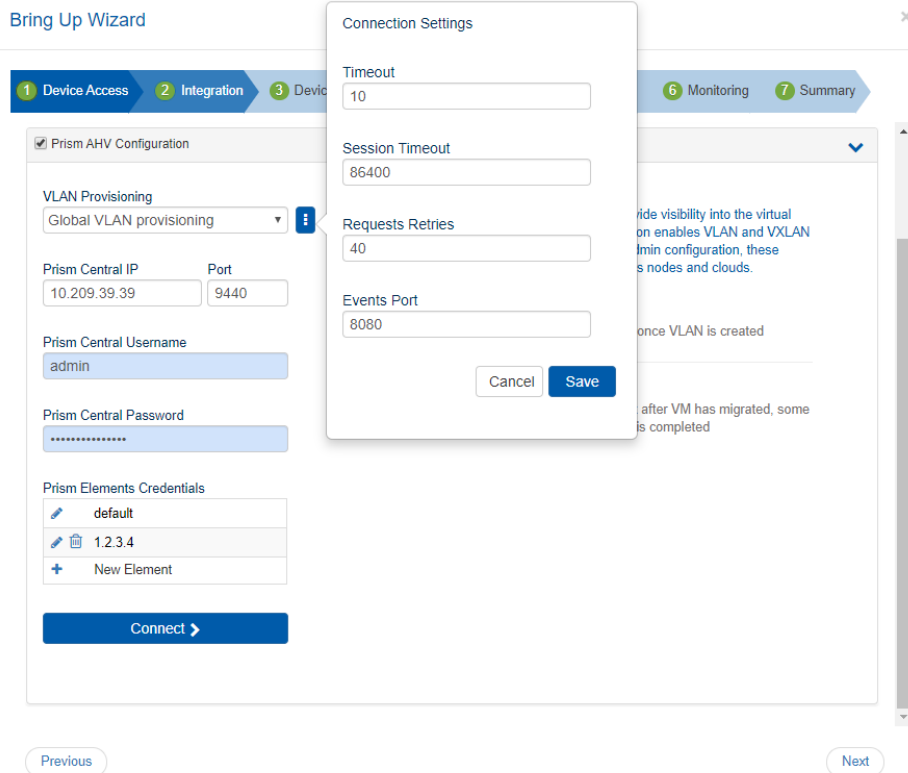 Bring Up Wizard
1 Device Access
2 Integration
3
6 Monitoring
7 Summary
Prism AHV Configuration
VLAN Provisioning
Global VLAN provisioning
Prism Central IP Port
10.209.39.39 9440
Prism Central Username
admin
Prism Central Password
•••••••••••••••
Prism Elements Credentials
default
1.2.3.4
New Element
Connect
Connection Settings
Timeout
10
Session Timeout
86400
Requests Retries
40
Events Port
8080
Cancel Save
visibility into the virtual
enables VLAN and VXLAN
configuration, these
nodes and clouds.
once VLAN is created
after VM has migrated, some
is completed
Previous
Next